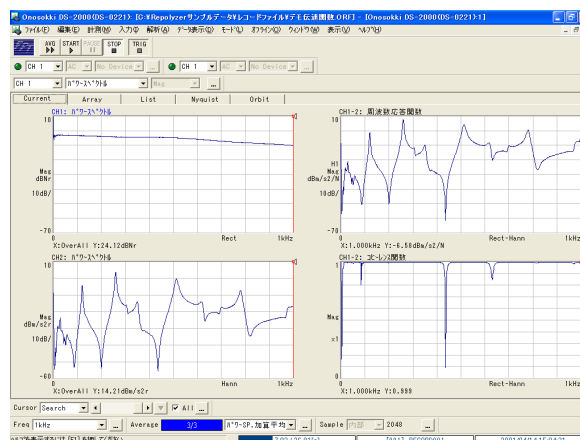 Onosokki DS-2000(DS-0221): [C:¥Repolyzerサンプルデータ¥レコードファイル¥デモ伝達関数.ORF] - [Onosokki DS-2000(DS-0221):1]
ファイル(F) 編集(E) 計測(M) 入力(I) 解析(A) データ表示(D) モード(L) オフライン(O) ウィンドウ(W) 表示(V) ヘルプ(H)
AVG START PAUSE STOP TRIG
CH 1 AC No Device ... CH 1 AC No Device ...
CH 1 パワースペクトル Mag ...
Current Array List Nyquist Orbit
CH1: パワースペクトル
10
Mag
dBNr
10dB/
-70
0 Rect 1kHz
X:OverAll Y:24.12dBNr
CH1-2: 周波数応答関数
10
H1
Mag
dBm/s2/N
10dB/
-70
0 Rect-Hann 1kHz
X:1.000kHz Y:-6.58dBm/s2/N
CH2: パワースペクトル
10
Mag
dBm/s2r
10dB/
-60
0 Hann 1kHz
X:OverAll Y:14.21dBm/s2r
CH1-2: コヒーレンス関数
1
Mag
x1
0
0 Rect-Hann 1kHz
X:1.000kHz Y:0.999
Cursor Search All ...
Freq 1kHz ... Average 3/3 パワーSP.加算平均 ... Sample 内部 2048 ...